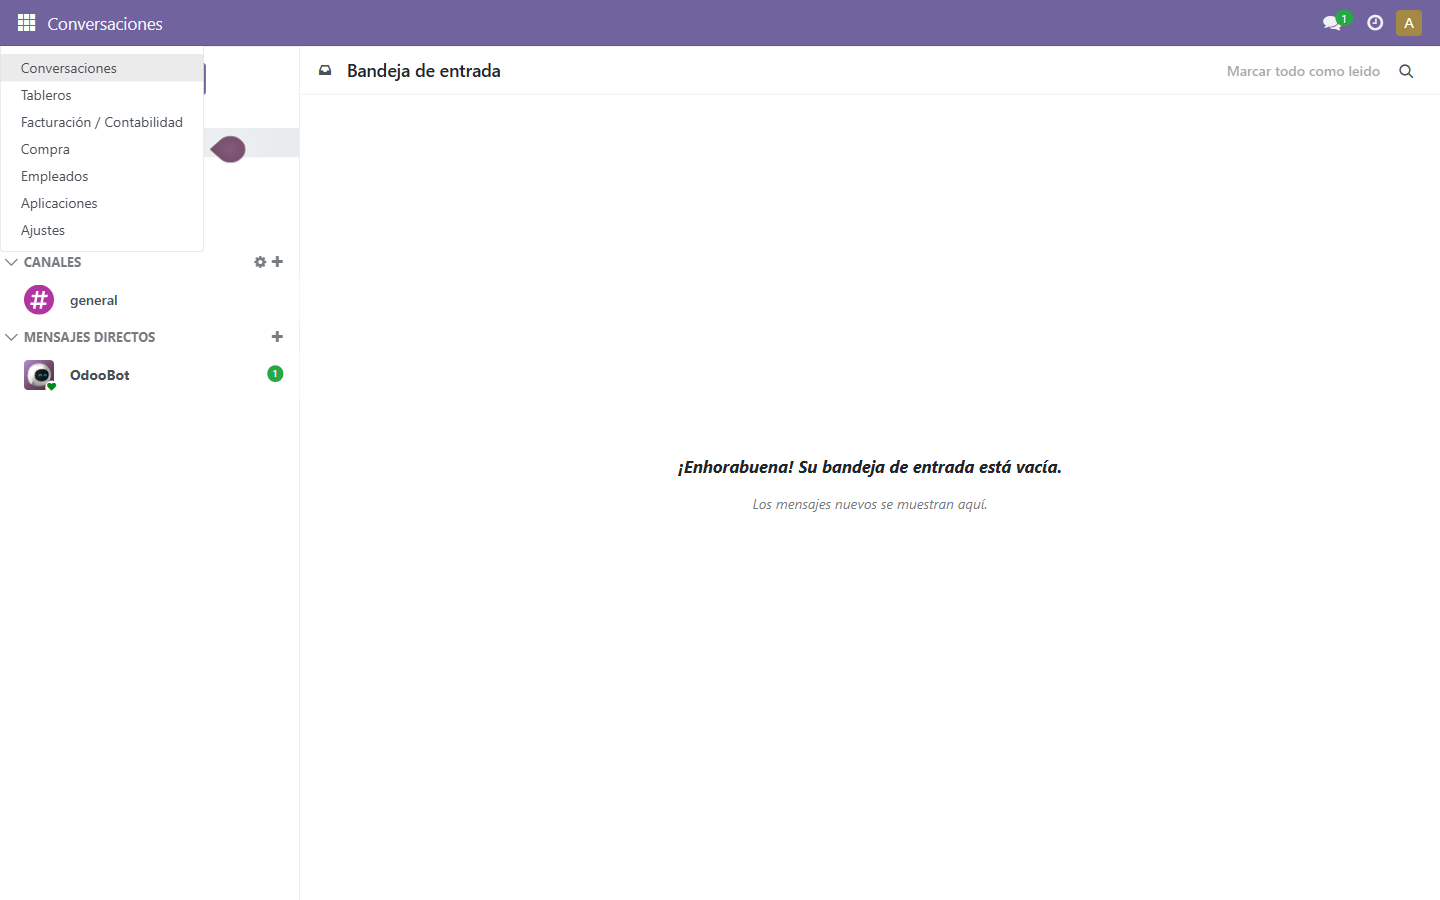 Conversaciones
1
A
Conversaciones
Tableros
Facturación / Contabilidad
Compra
Empleados
Aplicaciones
Ajustes
CANALES
general
MENSAJES DIRECTOS
OdooBot
1
Bandeja de entrada
Marcar todo como leido
¡Enhorabuena! Su bandeja de entrada está vacía.
Los mensajes nuevos se muestran aquí.